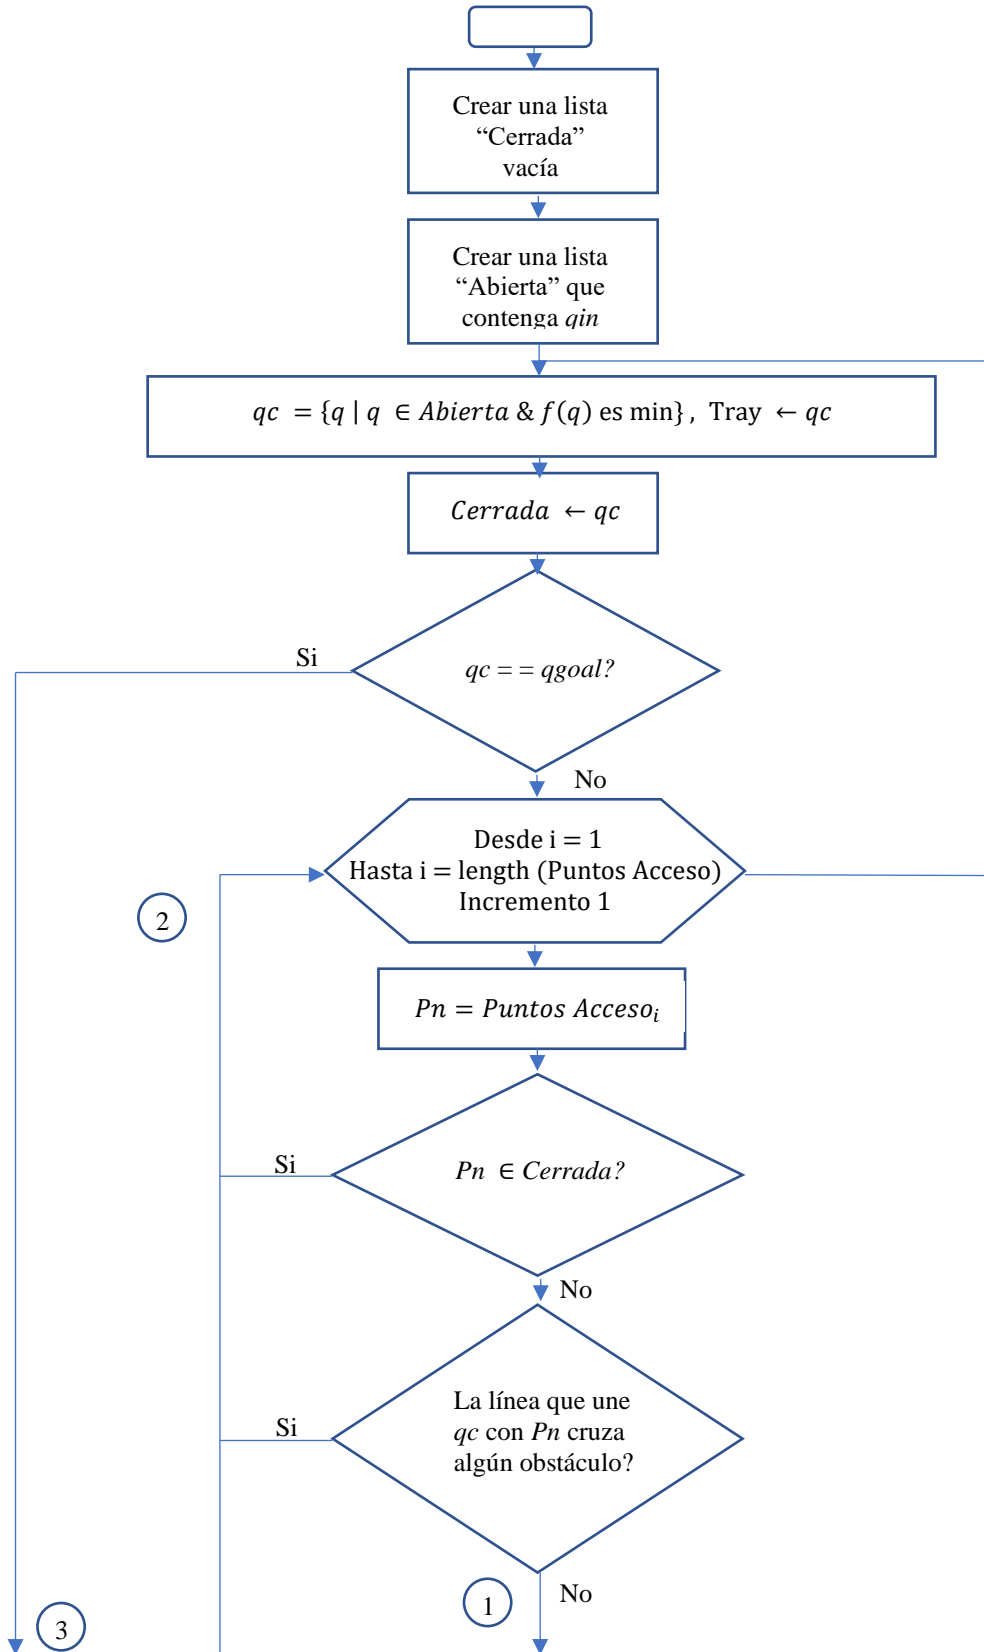 Crear una lista
“Cerrada”
vacía
Crear una lista
“Abierta” que
contenga qin
qc = {q | q ∈ Abierta & f(q) es min} , Tray ← qc
Cerrada ← qc
Si
qc = = qgoal?
No
Desde i = 1
Hasta i = length (Puntos Acceso)
Incremento 1
2
Pn = Puntos Acceso_i
Si
Pn ∈ Cerrada?
No
La línea que une
qc con Pn cruza
algún obstáculo?
Si
No
1
3